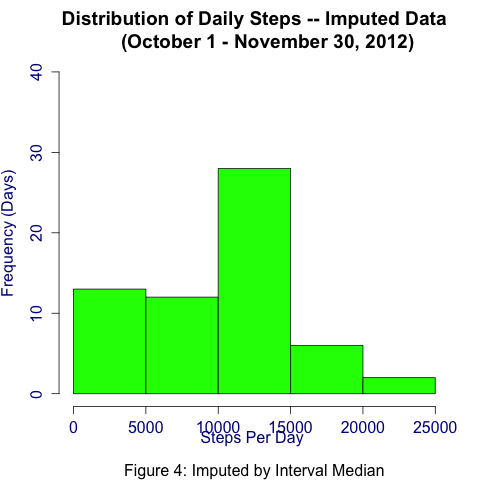 Distribution of Daily Steps -- Imputed Data
(October 1 - November 30, 2012)
Frequency (Days)
40
30
20
10
0
0 5000 10000 15000 20000 25000
Steps Per Day
Figure 4: Imputed by Interval Median